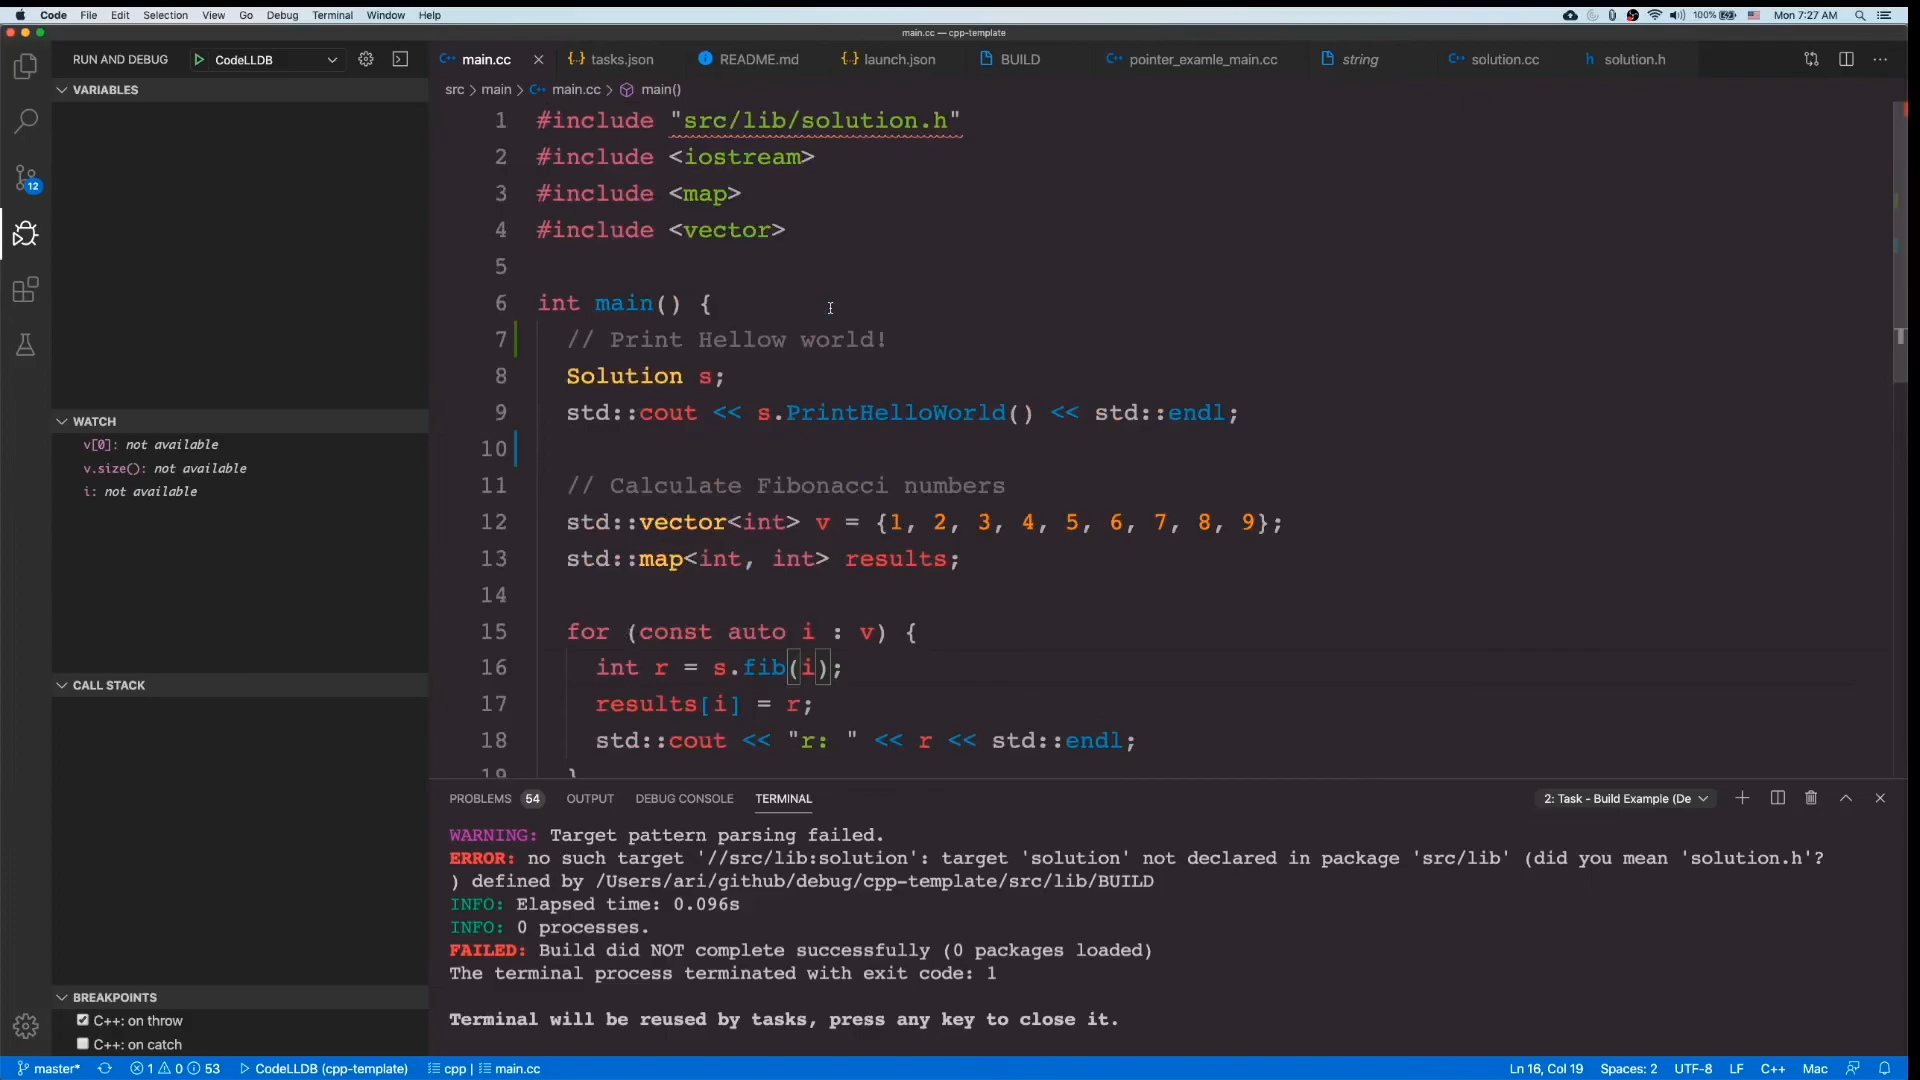 Code File Edit Selection View Go Debug Terminal Window Help 100% Mon 7:27 AM
main.cc — cpp-template
RUN AND DEBUG CodeLLDB
main.cc tasks.json README.md launch.json BUILD pointer_examle_main.cc string solution.cc solution.h
VARIABLES
src > main > main.cc > main()
1 #include "src/lib/solution.h"
2 #include <iostream>
3 #include <map>
4 #include <vector>
5
6 int main() {
7 // Print Hellow world!
8 Solution s;
9 std::cout << s.PrintHelloWorld() << std::endl;
10
11 // Calculate Fibonacci numbers
12 std::vector<int> v = {1, 2, 3, 4, 5, 6, 7, 8, 9};
13 std::map<int, int> results;
14
15 for (const auto i : v) {
16 int r = s.fib(i);
17 results[i] = r;
18 std::cout << "r: " << r << std::endl;
19 }
12
WATCH
v[0]: not available
v.size(): not available
i: not available
CALL STACK
BREAKPOINTS
C++: on throw
C++: on catch
PROBLEMS 54 OUTPUT DEBUG CONSOLE TERMINAL 2: Task - Build Example (De
WARNING: Target pattern parsing failed.
ERROR: no such target '//src/lib:solution': target 'solution' not declared in package 'src/lib' (did you mean 'solution.h'?
) defined by /Users/ari/github/debug/cpp-template/src/lib/BUILD
INFO: Elapsed time: 0.096s
INFO: 0 processes.
FAILED: Build did NOT complete successfully (0 packages loaded)
The terminal process terminated with exit code: 1
Terminal will be reused by tasks, press any key to close it.
master* 1 0 53 CodeLLDB (cpp-template) cpp | main.cc Ln 16, Col 19 Spaces: 2 UTF-8 LF C++ Mac